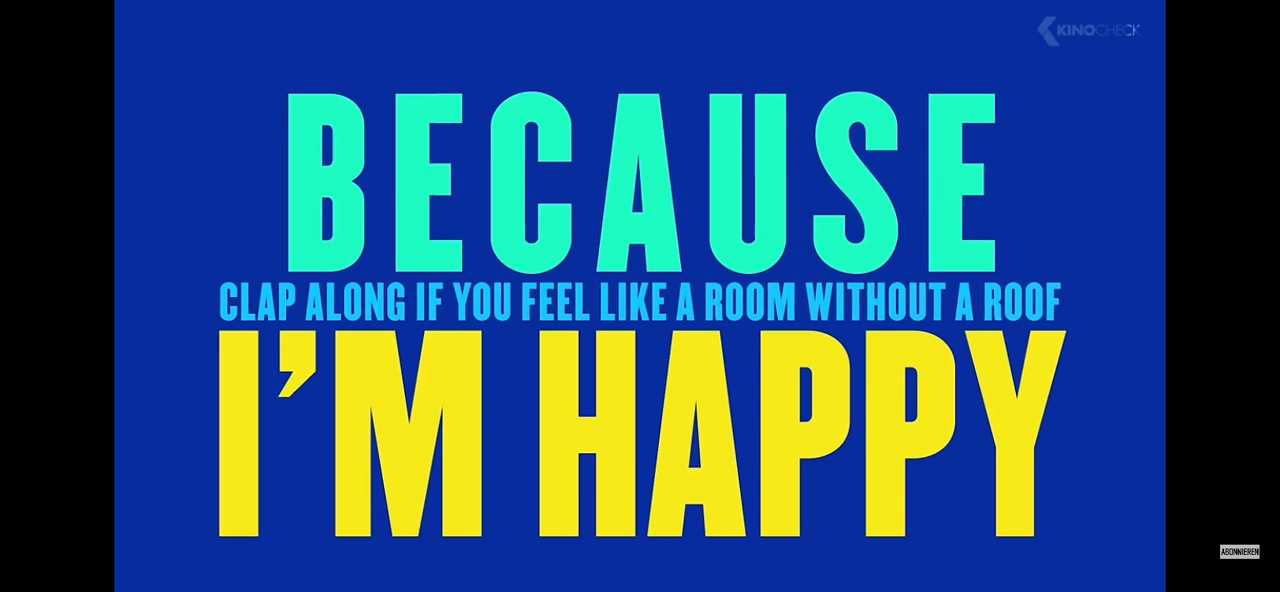 KINOCHECK
BECAUSE
CLAP ALONG IF YOU FEEL LIKE A ROOM WITHOUT A ROOF
I'M HAPPY
ABONNIEREN